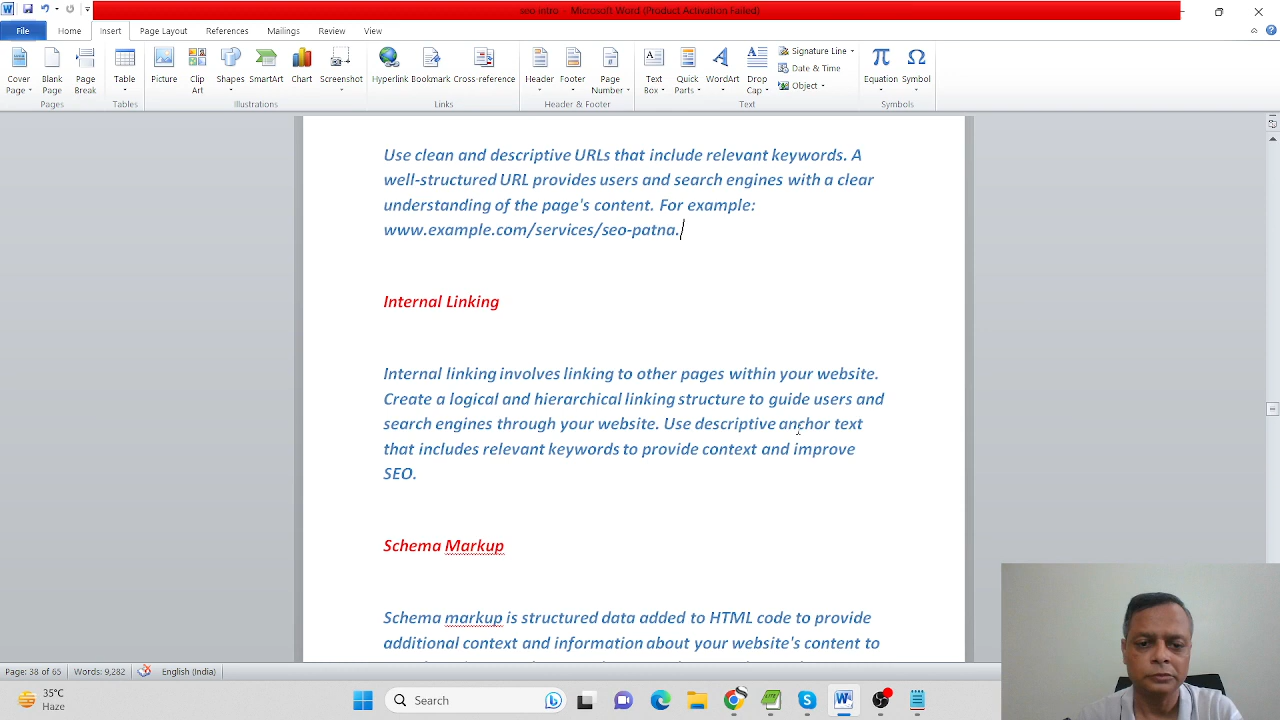 seo intro - Microsoft Word (Product Activation Failed)
File Home Insert Page Layout References Mailings Review View
Cover Page Blank Page Page Break Table Picture Clip Art Shapes SmartArt Chart Screenshot Hyperlink Bookmark Cross-reference Header Footer Page Number Text Box Quick Parts WordArt Drop Cap Signature Line Date & Time Object Equation Symbol
Pages Tables Illustrations Links Header & Footer Text Symbols
Use clean and descriptive URLs that include relevant keywords. A
well-structured URL provides users and search engines with a clear
understanding of the page's content. For example:
www.example.com/services/seo-patna.
Internal Linking
Internal linking involves linking to other pages within your website.
Create a logical and hierarchical linking structure to guide users and
search engines through your website. Use descriptive anchor text
that includes relevant keywords to provide context and improve
SEO.
Schema Markup
Schema markup is structured data added to HTML code to provide
additional context and information about your website's content to
Page: 38 of 65 Words: 9,282 English (India)
35°C
Haze
Search